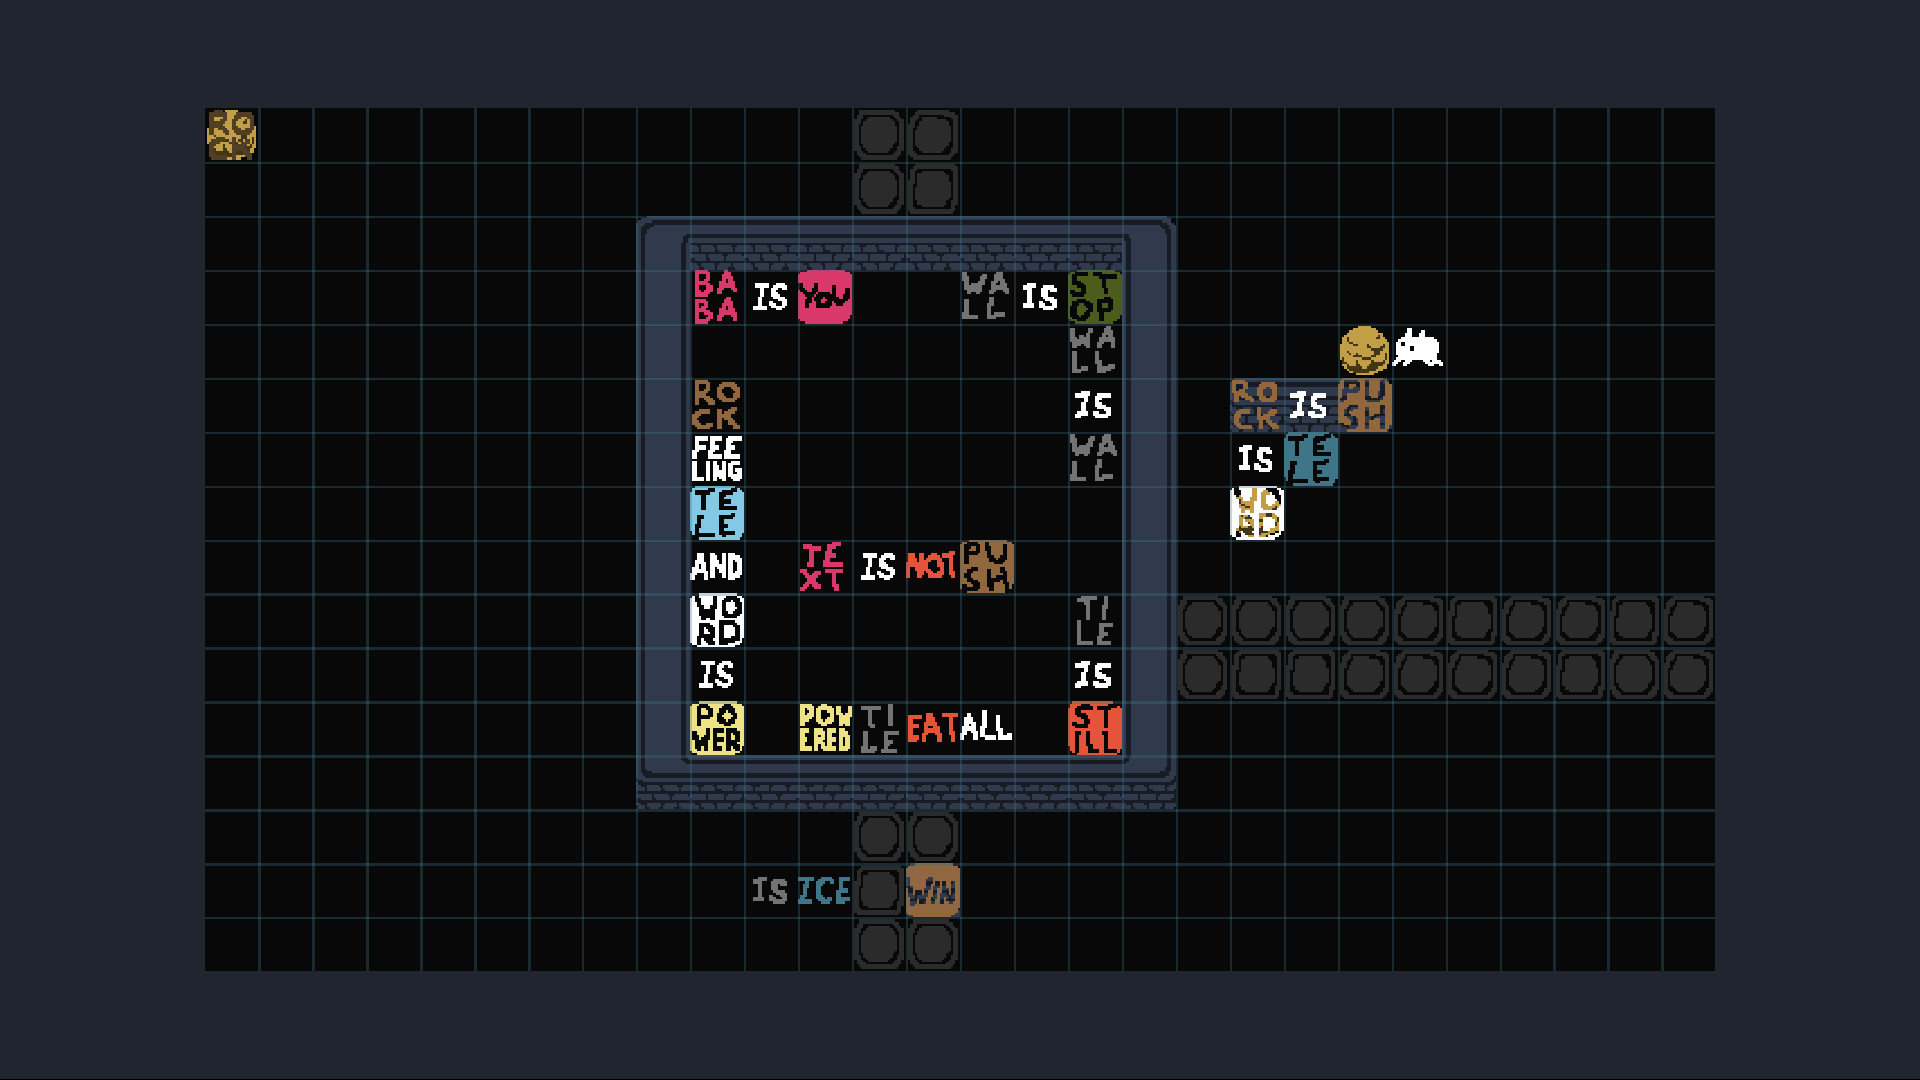 ROCK
BABA IS YOU WALL IS STOP
WALL
ROCK IS ROCK IS PUSH
FEELING WALL IS TELE
TELE WORD
AND TEXT IS NOT PUSH
WORD TILE
IS IS
POWER POWERED TILE EAT ALL STILL
IS ICE WIN